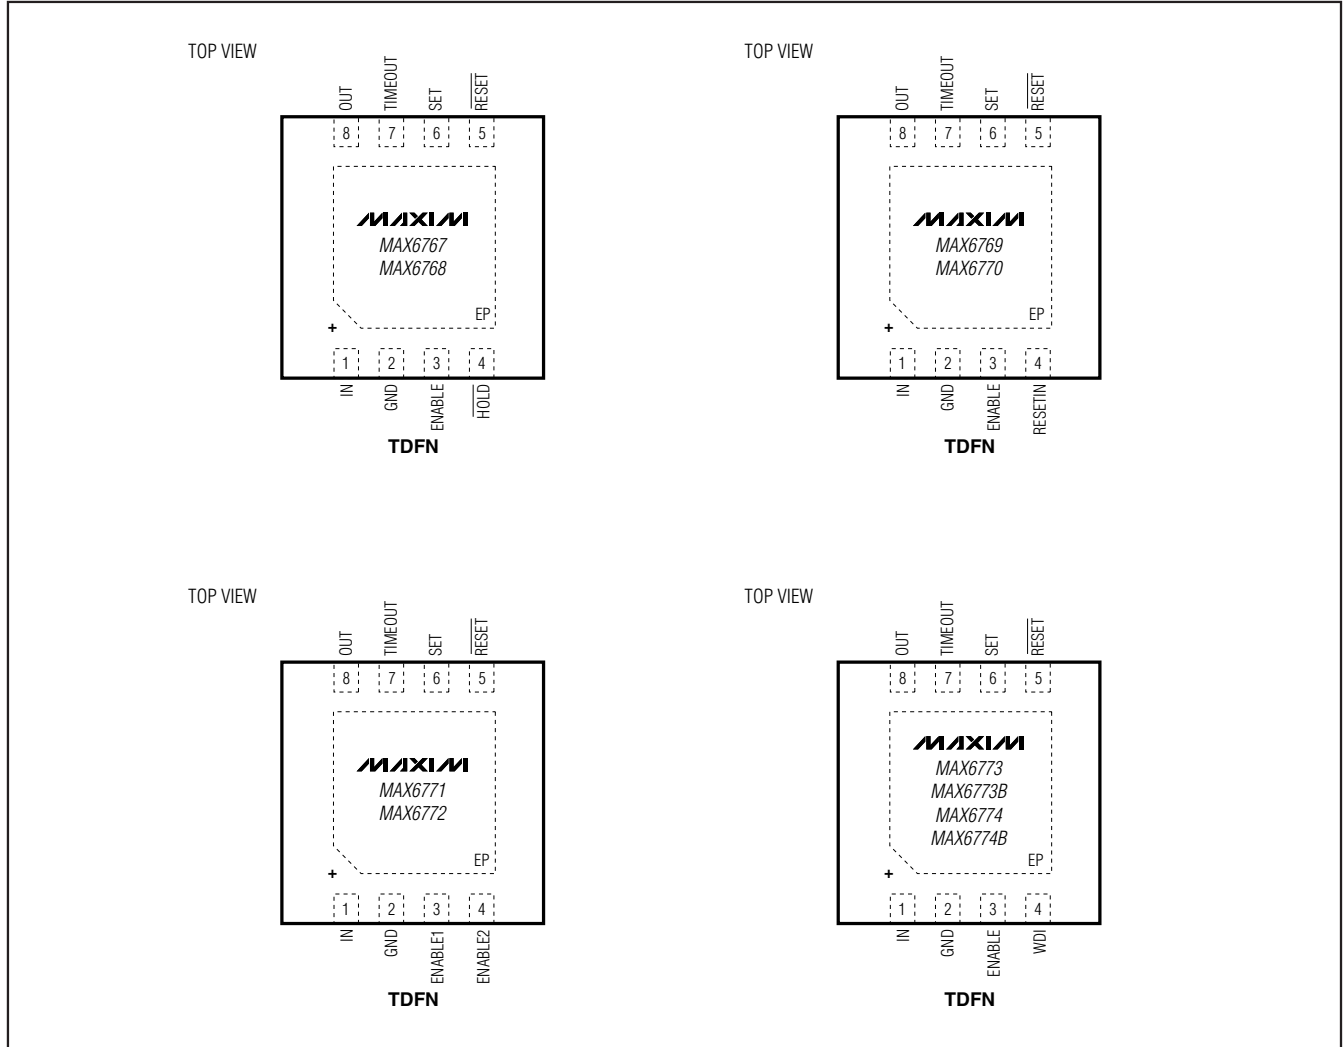 TOP VIEW
OUT
TIMEOUT
SET
RESET
8 7 6 5
MAXIM
MAX6767
MAX6768
EP
+
1 2 3 4
IN
GND
ENABLE
HOLD
TDFN
TOP VIEW
OUT
TIMEOUT
SET
RESET
8 7 6 5
MAXIM
MAX6769
MAX6770
EP
+
1 2 3 4
IN
GND
ENABLE
RESETIN
TDFN
TOP VIEW
OUT
TIMEOUT
SET
RESET
8 7 6 5
MAXIM
MAX6771
MAX6772
EP
+
1 2 3 4
IN
GND
ENABLE1
ENABLE2
TDFN
TOP VIEW
OUT
TIMEOUT
SET
RESET
8 7 6 5
MAXIM
MAX6773
MAX6773B
MAX6774
MAX6774B
EP
+
1 2 3 4
IN
GND
ENABLE
WDI
TDFN